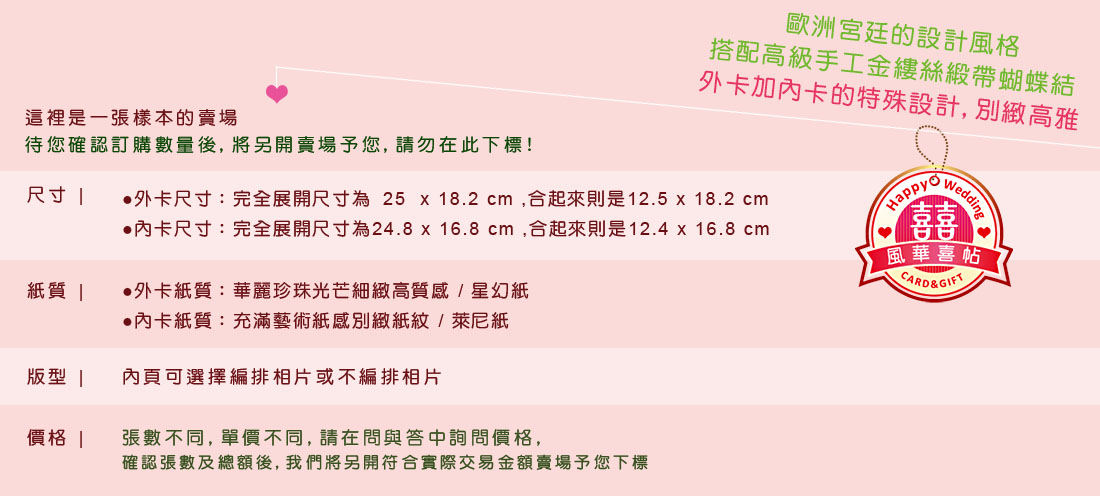 歐洲宮廷的設計風格
搭配高級手工金縷絲緞帶蝴蝶結
外卡加內卡的特殊設計, 別緻高雅
這裡是一張樣本的賣場
待您確認訂購數量後, 將另開賣場予您, 請勿在此下標!
Happy Wedding
囍
風華喜帖
CARD&GIFT
尺寸 | ●外卡尺寸：完全展開尺寸為 25 x 18.2 cm ,合起來則是12.5 x 18.2 cm
●內卡尺寸：完全展開尺寸為24.8 x 16.8 cm ,合起來則是12.4 x 16.8 cm
紙質 | ●外卡紙質：華麗珍珠光芒細緻高質感 / 星幻紙
●內卡紙質：充滿藝術紙感別緻紙紋 / 萊尼紙
版型 | 內頁可選擇編排相片或不編排相片
價格 | 張數不同, 單價不同, 請在問與答中詢問價格,
確認張數及總額後, 我們將另開符合實際交易金額賣場予您下標